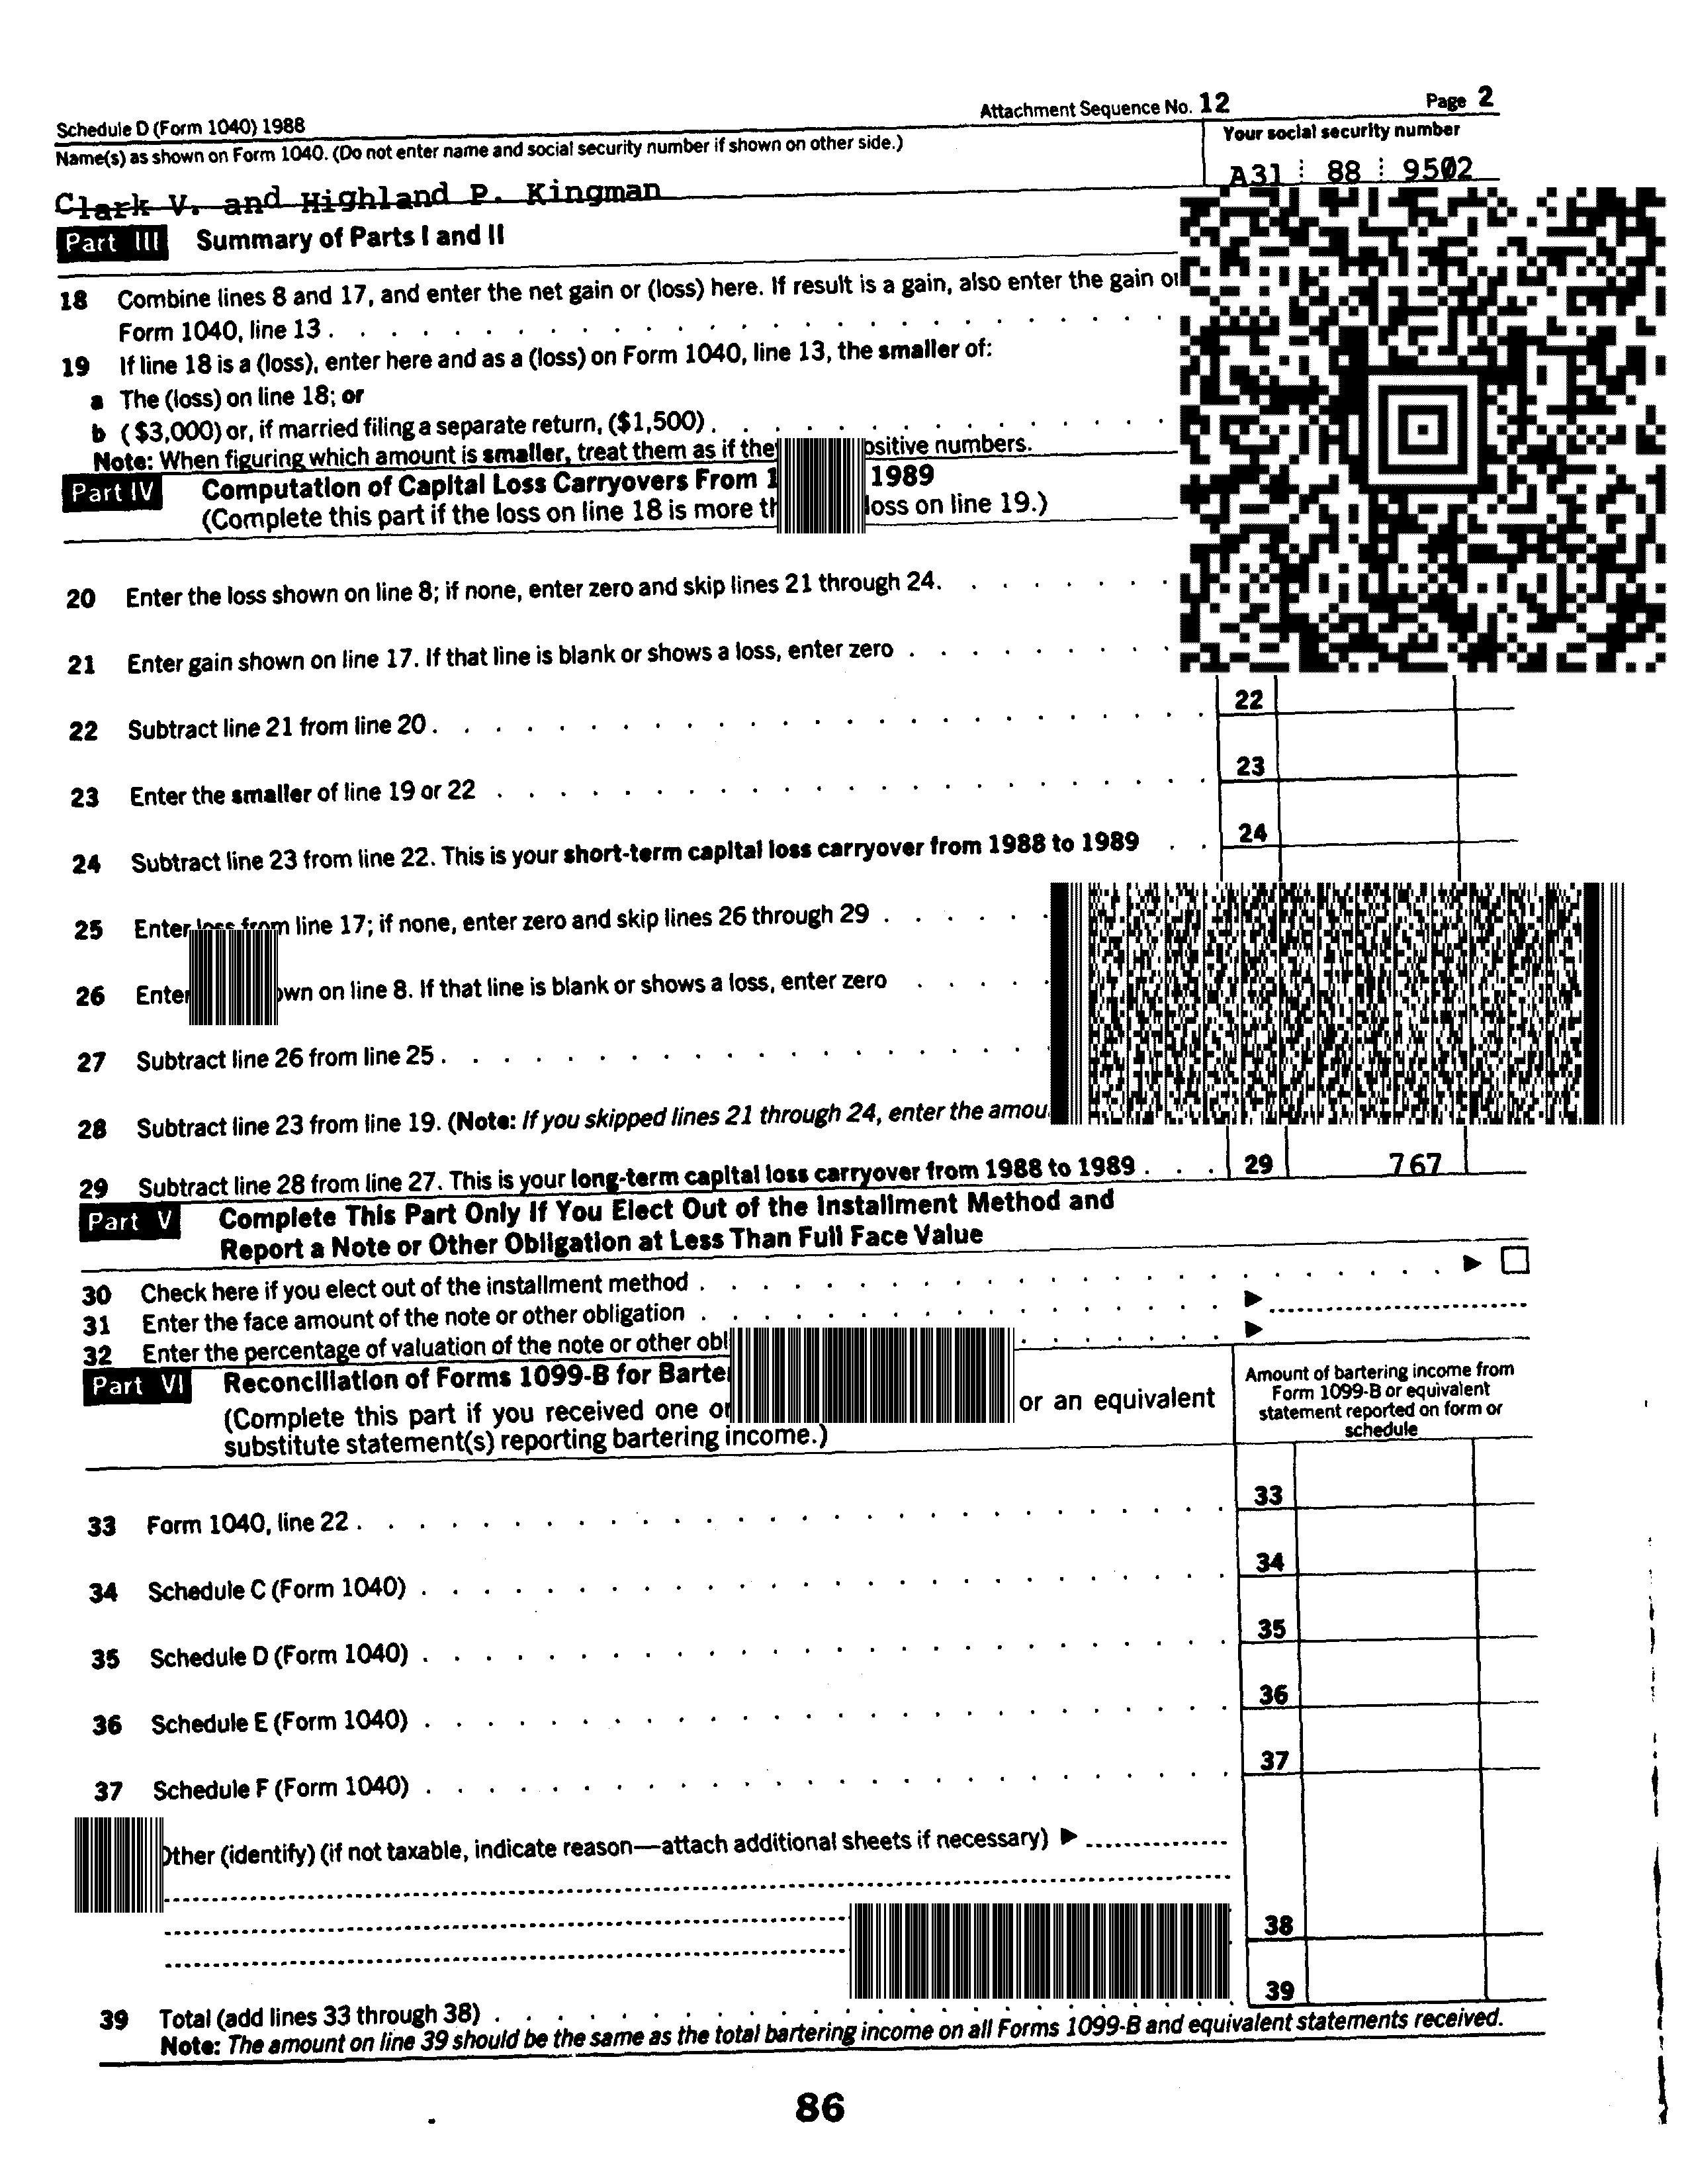 Schedule D (Form 1040) 1988 Attachment Sequence No. 12 Page 2
Name(s) as shown on Form 1040. (Do not enter name and social security number if shown on other side.) Your social security number
Clark V. and Highland P. Kingman A31 88 9502
Part III Summary of Parts I and II
18 Combine lines 8 and 17, and enter the net gain or (loss) here. If result is a gain, also enter the gain
Form 1040, line 13
19 If line 18 is a (loss), enter here and as a (loss) on Form 1040, line 13, the smaller of:
a The (loss) on line 18; or
b ($3,000) or, if married filing a separate return, ($1,500)
Note: When figuring which amount is smaller, treat them as if numbers.
Part IV Computation of Capital Loss Carryovers From 1989
(Complete this part if the loss on line 18 is more loss on line 19.)
20 Enter the loss shown on line 8; if none, enter zero and skip lines 21 through 24.
21 Enter gain shown on line 17. If that line is blank or shows a loss, enter zero
22 Subtract line 21 from line 20 22
23 Enter the smaller of line 19 or 22 23
24 Subtract line 23 from line 22. This is your short-term capital loss carryover from 1988 to 1989 24
25 Enter loss from line 17; if none, enter zero and skip lines 26 through 29
26 Enter on line 8. If that line is blank or shows a loss, enter zero
27 Subtract line 26 from line 25
28 Subtract line 23 from line 19. (Note: If you skipped lines 21 through 24, enter the
29 Subtract line 28 from line 27. This is your long-term capital loss carryover from 1988 to 1989 29 767
Part V Complete This Part Only If You Elect Out of the Installment Method and
Report a Note or Other Obligation at Less Than Full Face Value
30 Check here if you elect out of the installment method
31 Enter the face amount of the note or other obligation
32 Enter the percentage of valuation of the note or other
Part VI Reconciliation of Forms 1099-B for
(Complete this part if you received one or an equivalent
substitute statement(s) reporting bartering income.)
Amount of bartering income from
Form 1099-B or equivalent
statement reported on form or
schedule
33 Form 1040, line 22 33
34 Schedule C (Form 1040) 34
35 Schedule D (Form 1040) 35
36 Schedule E (Form 1040) 36
37 Schedule F (Form 1040) 37
Other (identify) (if not taxable, indicate reason—attach additional sheets if necessary)
38
39 Total (add lines 33 through 38) 39
Note: The amount on line 39 should be the same as the total bartering income on all Forms 1099-B and equivalent statements received.
86